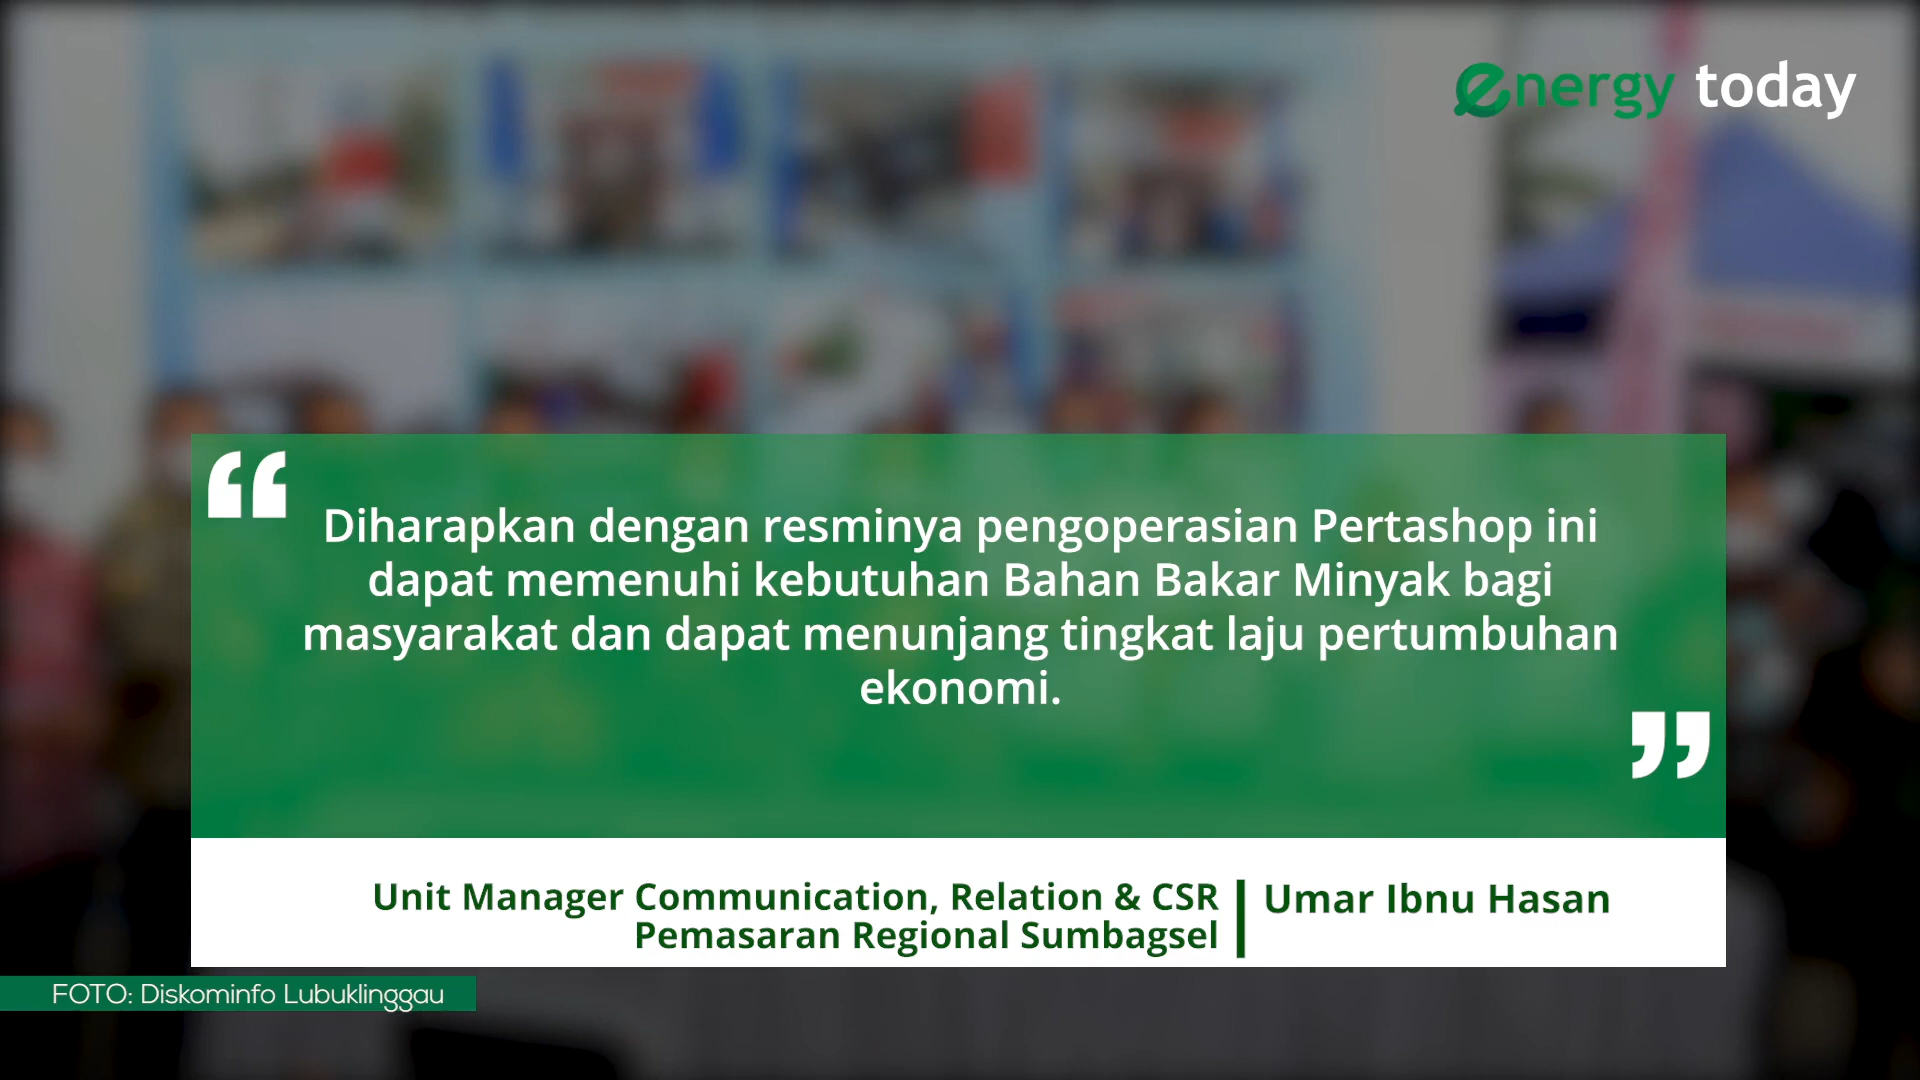 energy today
Diharapkan dengan resminya pengoperasian Pertashop ini
dapat memenuhi kebutuhan Bahan Bakar Minyak bagi
masyarakat dan dapat menunjang tingkat laju pertumbuhan
ekonomi.
Unit Manager Communication, Relation & CSR
Pemasaran Regional Sumbagsel
Umar Ibnu Hasan
FOTO: Diskominfo Lubuklinggau